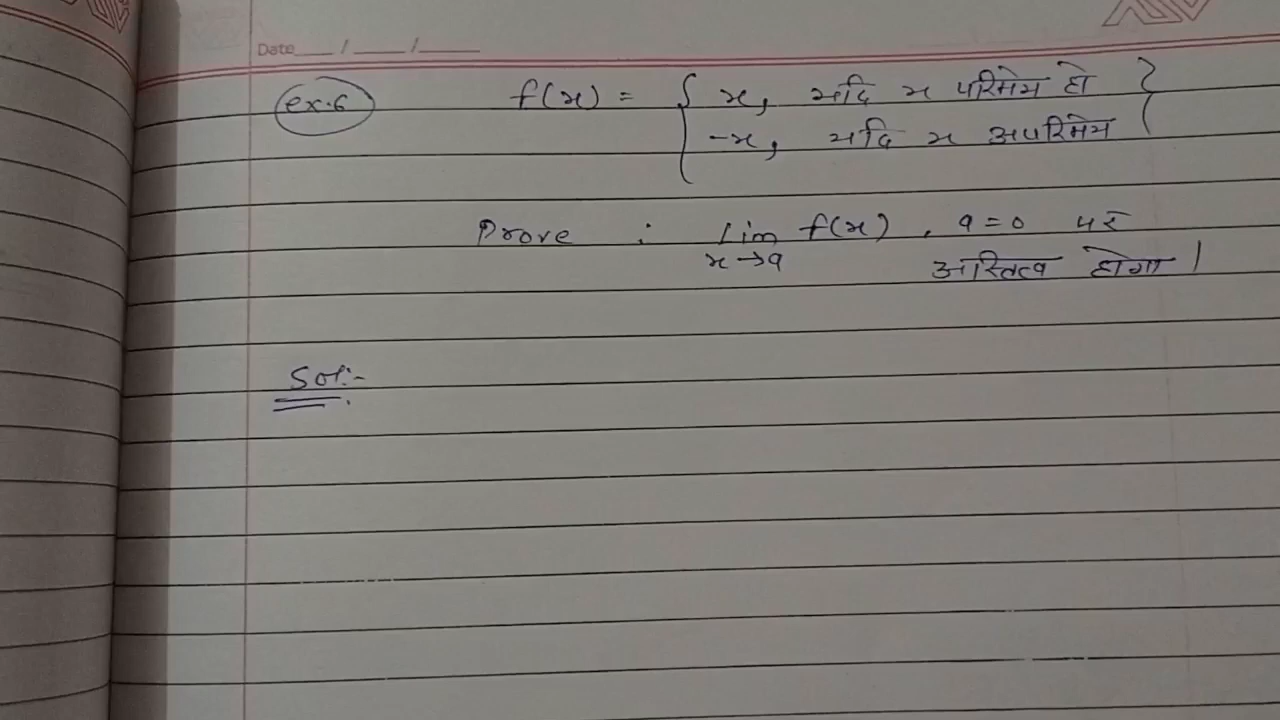 Date___/___/___
ex.6 f(x) = { x, यदि x परिमेय हो }
-x, यदि x अपरिमेय
Prove : lim f(x), a=0 पर
x→a अस्तित्व होगा।
Sol:-